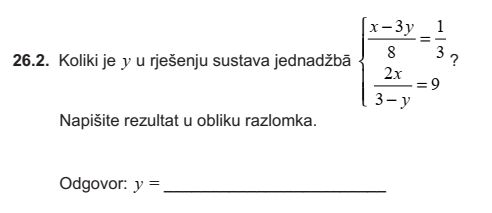 26.2. Koliki je y u rješenju sustava jednadžbā { (x − 3y)/8 = 1/3
2x/(3 − y) = 9 ?
Napišite rezultat u obliku razlomka.
Odgovor: y = ____________________